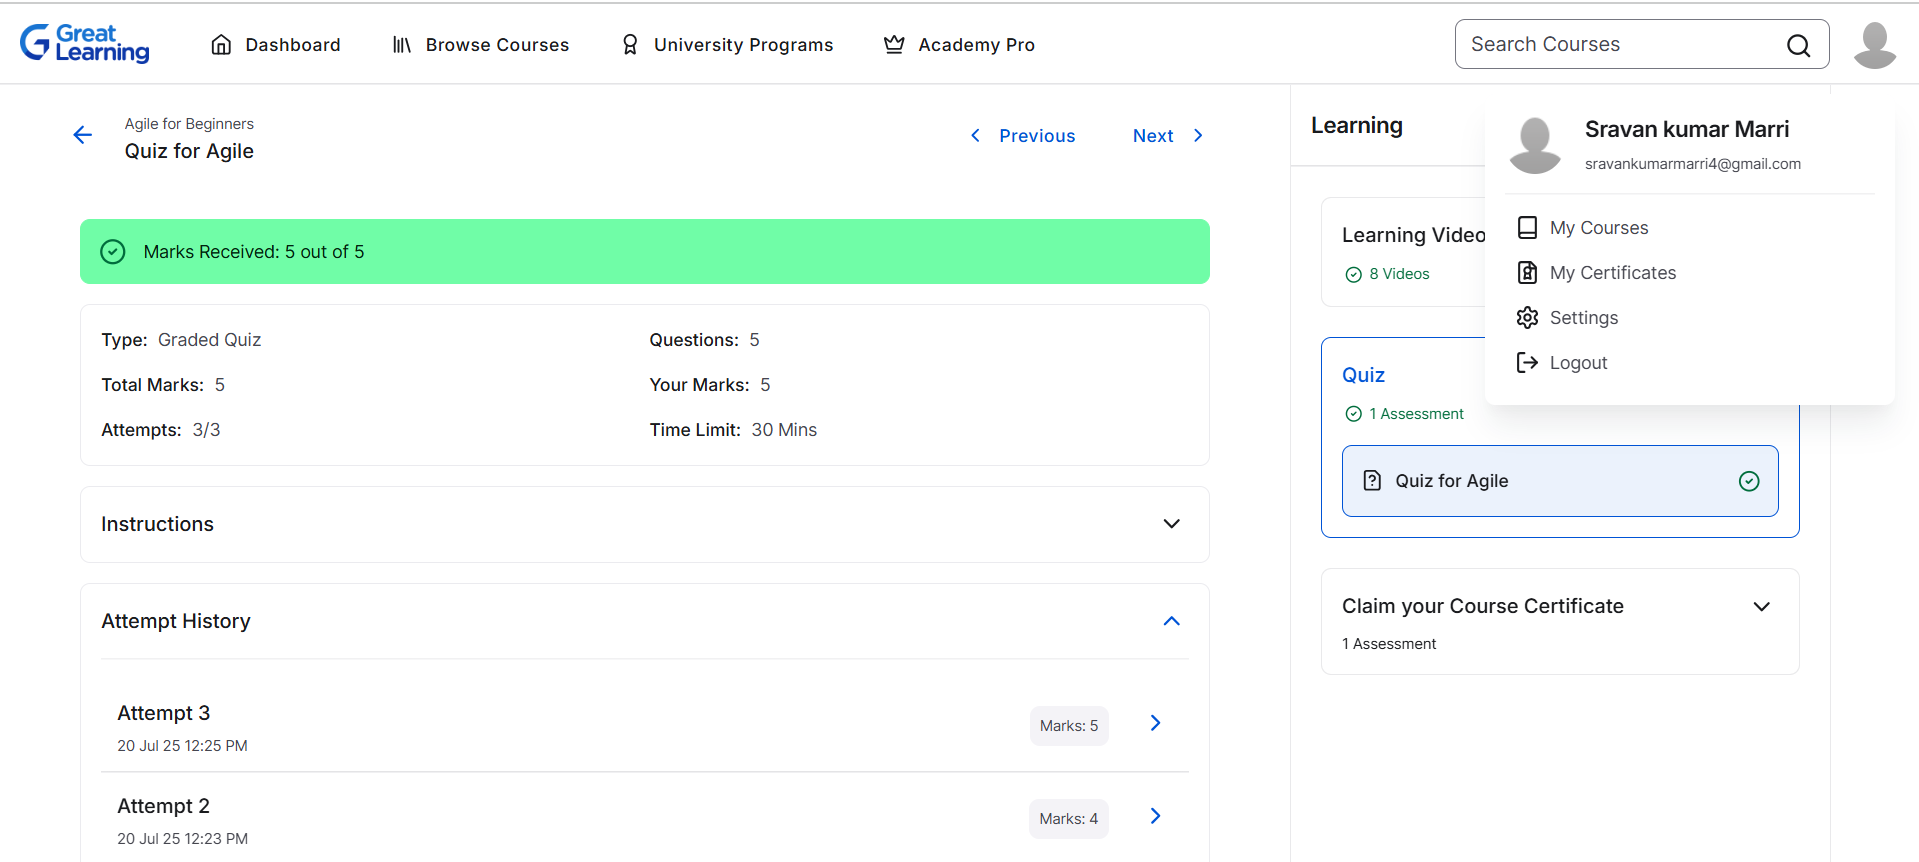 Great Learning
Dashboard
Browse Courses
University Programs
Academy Pro
Search Courses
Agile for Beginners
Quiz for Agile
Previous
Next
Marks Received: 5 out of 5
Type: Graded Quiz
Questions: 5
Total Marks: 5
Your Marks: 5
Attempts: 3/3
Time Limit: 30 Mins
Instructions
Attempt History
Attempt 3
20 Jul 25 12:25 PM
Marks: 5
Attempt 2
20 Jul 25 12:23 PM
Marks: 4
Learning
Sravan kumar Marri
sravankumarmarri4@gmail.com
My Courses
My Certificates
Settings
Logout
Learning Video
8 Videos
Quiz
1 Assessment
Quiz for Agile
Claim your Course Certificate
1 Assessment